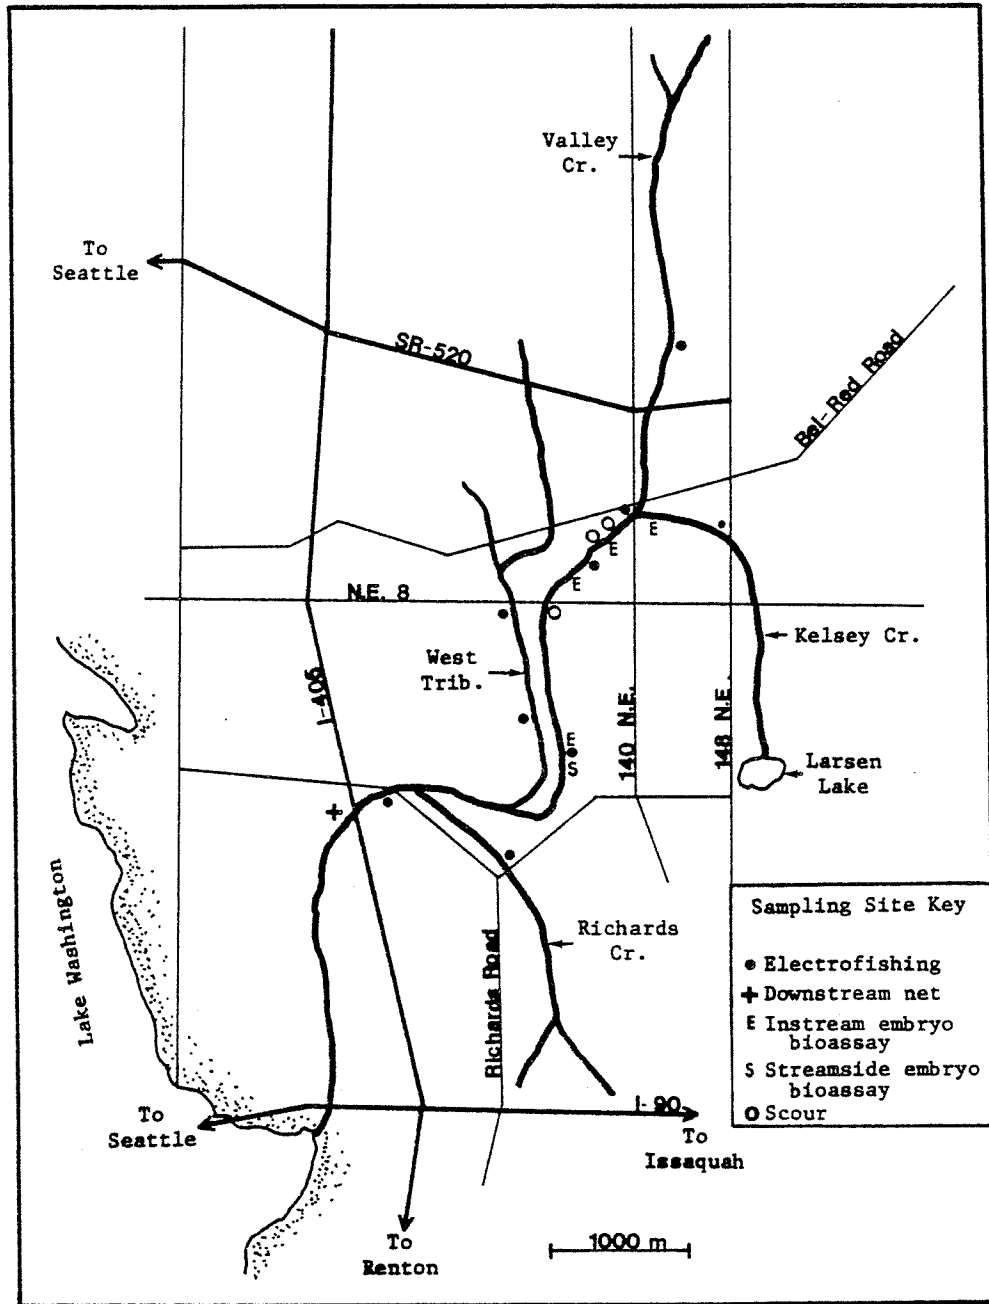 Valley
Cr.
To
Seattle
SR-520
Bel-Red Road
E
E
E
N.E. 8
Kelsey Cr.
West
Trib.
I-405
140 N.E.
148 N.E.
E
S
Larsen
Lake
Lake Washington
Richards
Cr.
Richards Road
Sampling Site Key
Electrofishing
Downstream net
E Instream embryo
bioassay
S Streamside embryo
bioassay
Scour
I-90
To
Seattle
To
Issaquah
To
Renton
1000 m